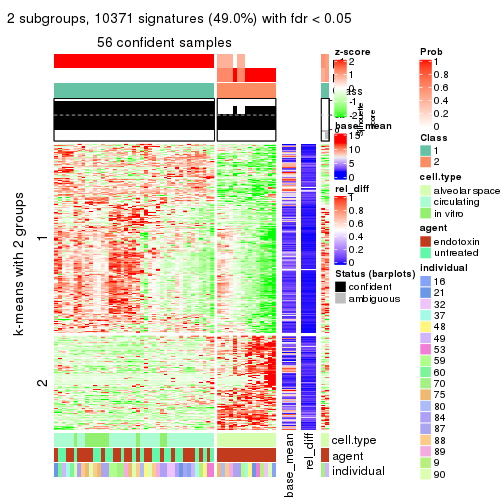 2 subgroups, 10371 signatures (49.0%) with fdr < 0.05
56 confident samples
k-means with 2 groups
1
2
z-score
2
1
0
-1
-2
base_mean
15
10
5
0
rel_diff
1
0.8
0.6
0.4
0.2
0
Status (barplots)
confident
ambiguous
Prob
1
0.8
0.6
0.4
0.2
0
Class
1
2
cell.type
alveolar space
circulating
in vitro
agent
endotoxin
untreated
individual
16
21
32
37
48
49
53
59
60
70
75
80
84
87
88
89
9
90
cell.type
agent
individual
base_mean
rel_diff